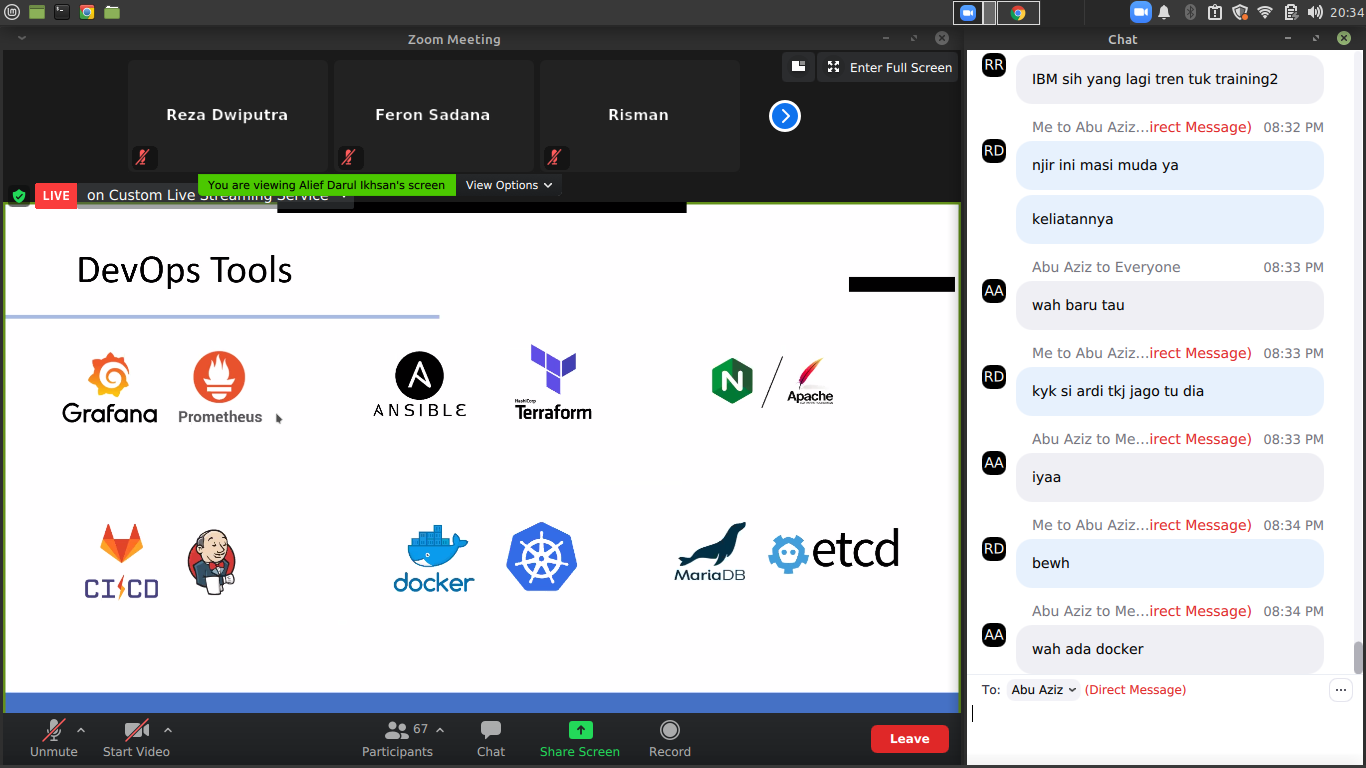 20:34
Zoom Meeting
Chat
Reza Dwiputra
Feron Sadana
Risman
Enter Full Screen
You are viewing Alief Darul Ikhsan's screen
View Options
LIVE
on Custom Live Streaming Service
DevOps Tools
Grafana
Prometheus
A
ANSIBLE
HashiCorp
Terraform
N
/
Apache
CI CD
docker
MariaDB
etcd
Unmute
Start Video
67
Participants
Chat
Share Screen
Record
Leave
RR
IBM sih yang lagi tren tuk training2
Me to Abu Aziz...irect Message) 08:32 PM
RD
njir ini masi muda ya
keliatannya
Abu Aziz to Everyone 08:33 PM
AA
wah baru tau
Me to Abu Aziz...irect Message) 08:33 PM
RD
kyk si ardi tkj jago tu dia
Abu Aziz to Me...irect Message) 08:33 PM
AA
iyaa
Me to Abu Aziz...irect Message) 08:34 PM
RD
bewh
Abu Aziz to Me...irect Message) 08:34 PM
AA
wah ada docker
To: Abu Aziz (Direct Message)
...